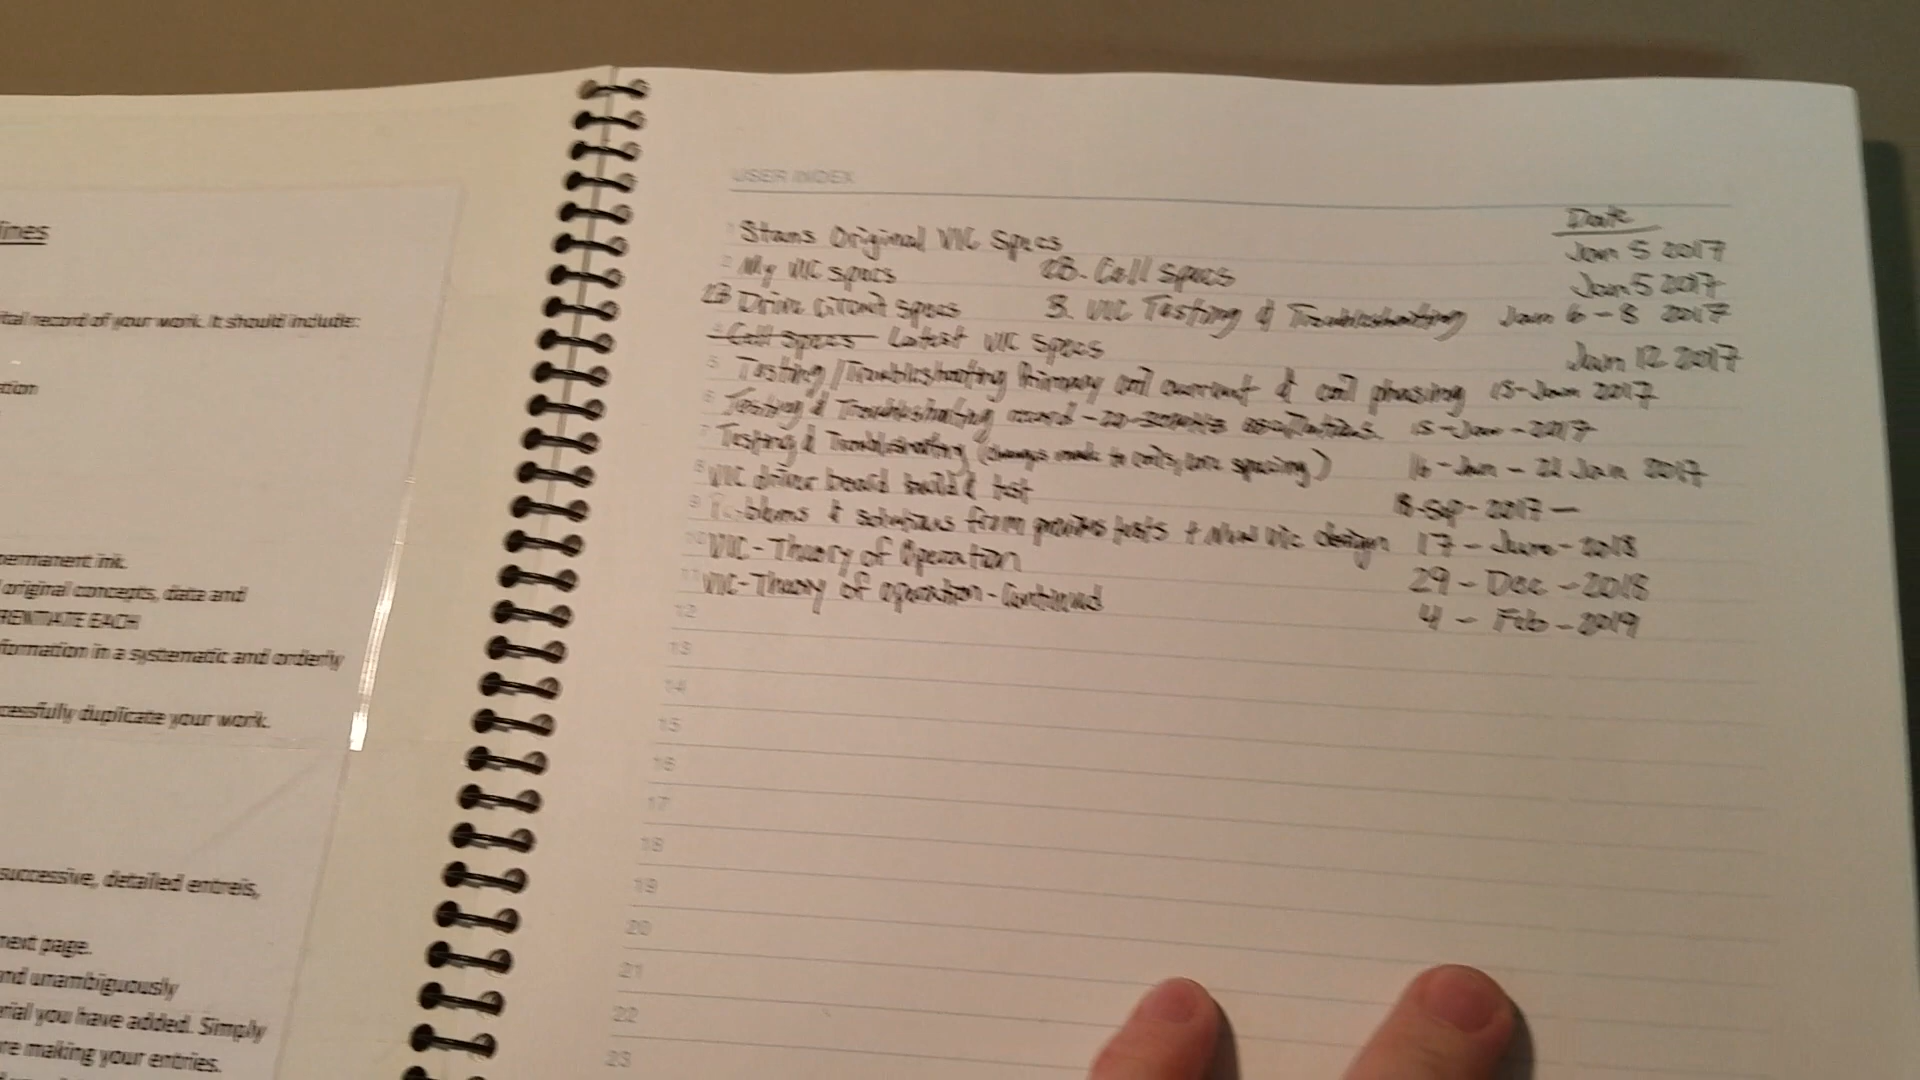 ines
ital record of your work. It should include:
ation
permanent ink.
original concepts, data and
RENTIATE EACH
formation in a systematic and orderly
cessfully duplicate your work.
successive, detailed entreis,
next page.
and unambiguously
rial you have added. Simply
re making your entries.
USER INDEX
Date
1 Stans Original VIC Specs Jan 5 2017
2 My VIC specs 2B. Cell specs Jan 5 2017
2B Drive circuit specs 3. VIC Testing & Troubleshooting Jan 6 - 8 2017
4 Cell specs Latest VIC specs Jan 12 2017
5 Testing/Troubleshooting Primary coil current & coil phasing 15-Jan 2017
6 Testing & Troubleshooting 15-Jan-2017
7 Testing & Troubleshooting (changes made to coils, core spacing) 16-Jan - 22 Jan 2017
8 VIC driver board build & test 18-Sep-2017 -
9 Problems & solutions from previous tests + New VIC design 17-June-2018
10 VIC-Theory of Operation 29-Dec-2018
11 VIC-Theory of operation-Continued 4-Feb-2019
12
13
14
15
16
17
18
19
20
21
22
23